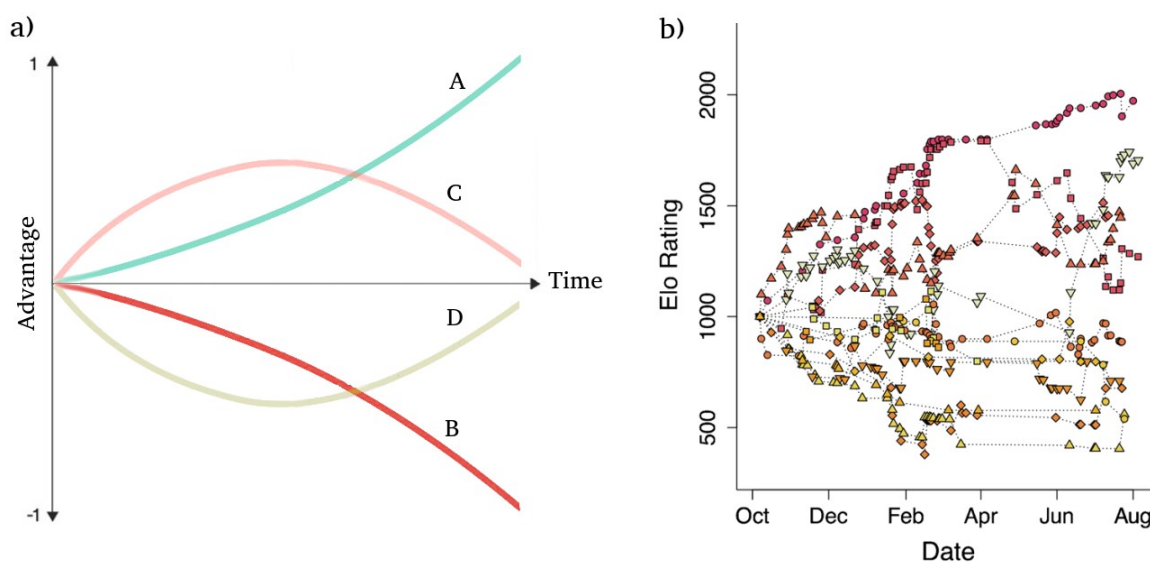 a)
1
A
C
Advantage
Time
D
B
-1
b)
Elo Rating
2000
1500
1000
500
Oct Dec Feb Apr Jun Aug
Date